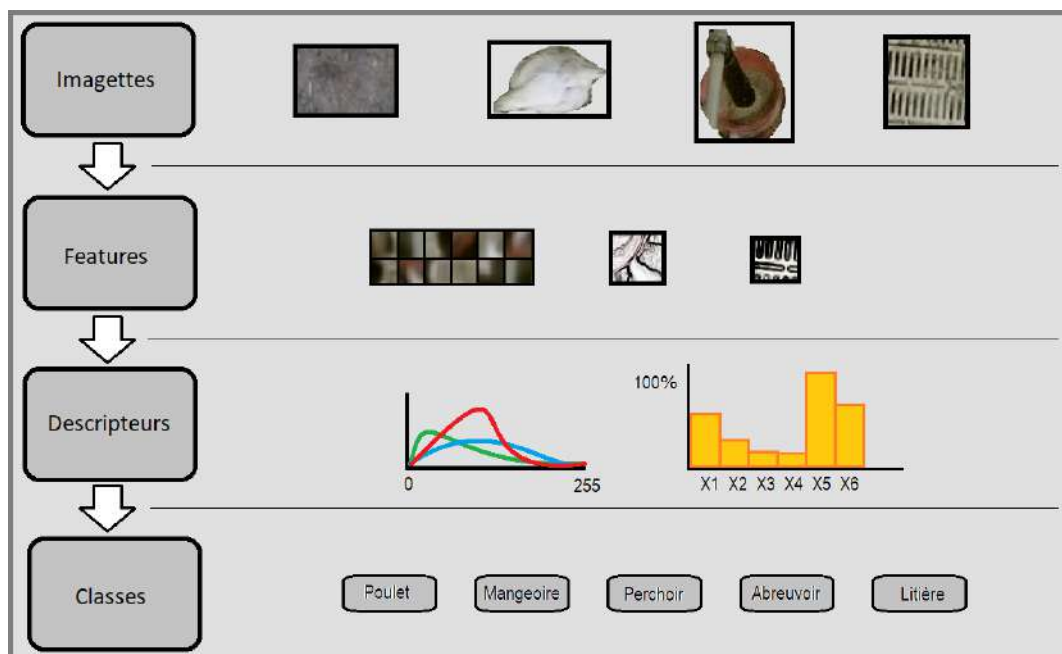 Imagettes
Features
Descripteurs
100%
0 255
X1 X2 X3 X4 X5 X6
Classes
Poulet Mangeoire Perchoir Abreuvoir Litière